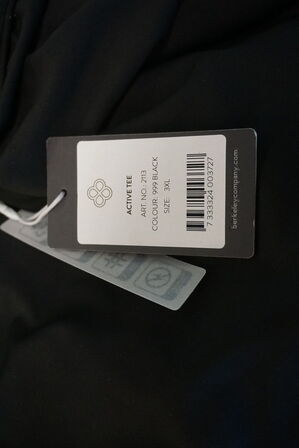 ACTIVE TEE
ART. NO.: 2113
COLOUR: 999 BLACK
SIZE: 3XL
7 333324 003727
berkeleycompany.com